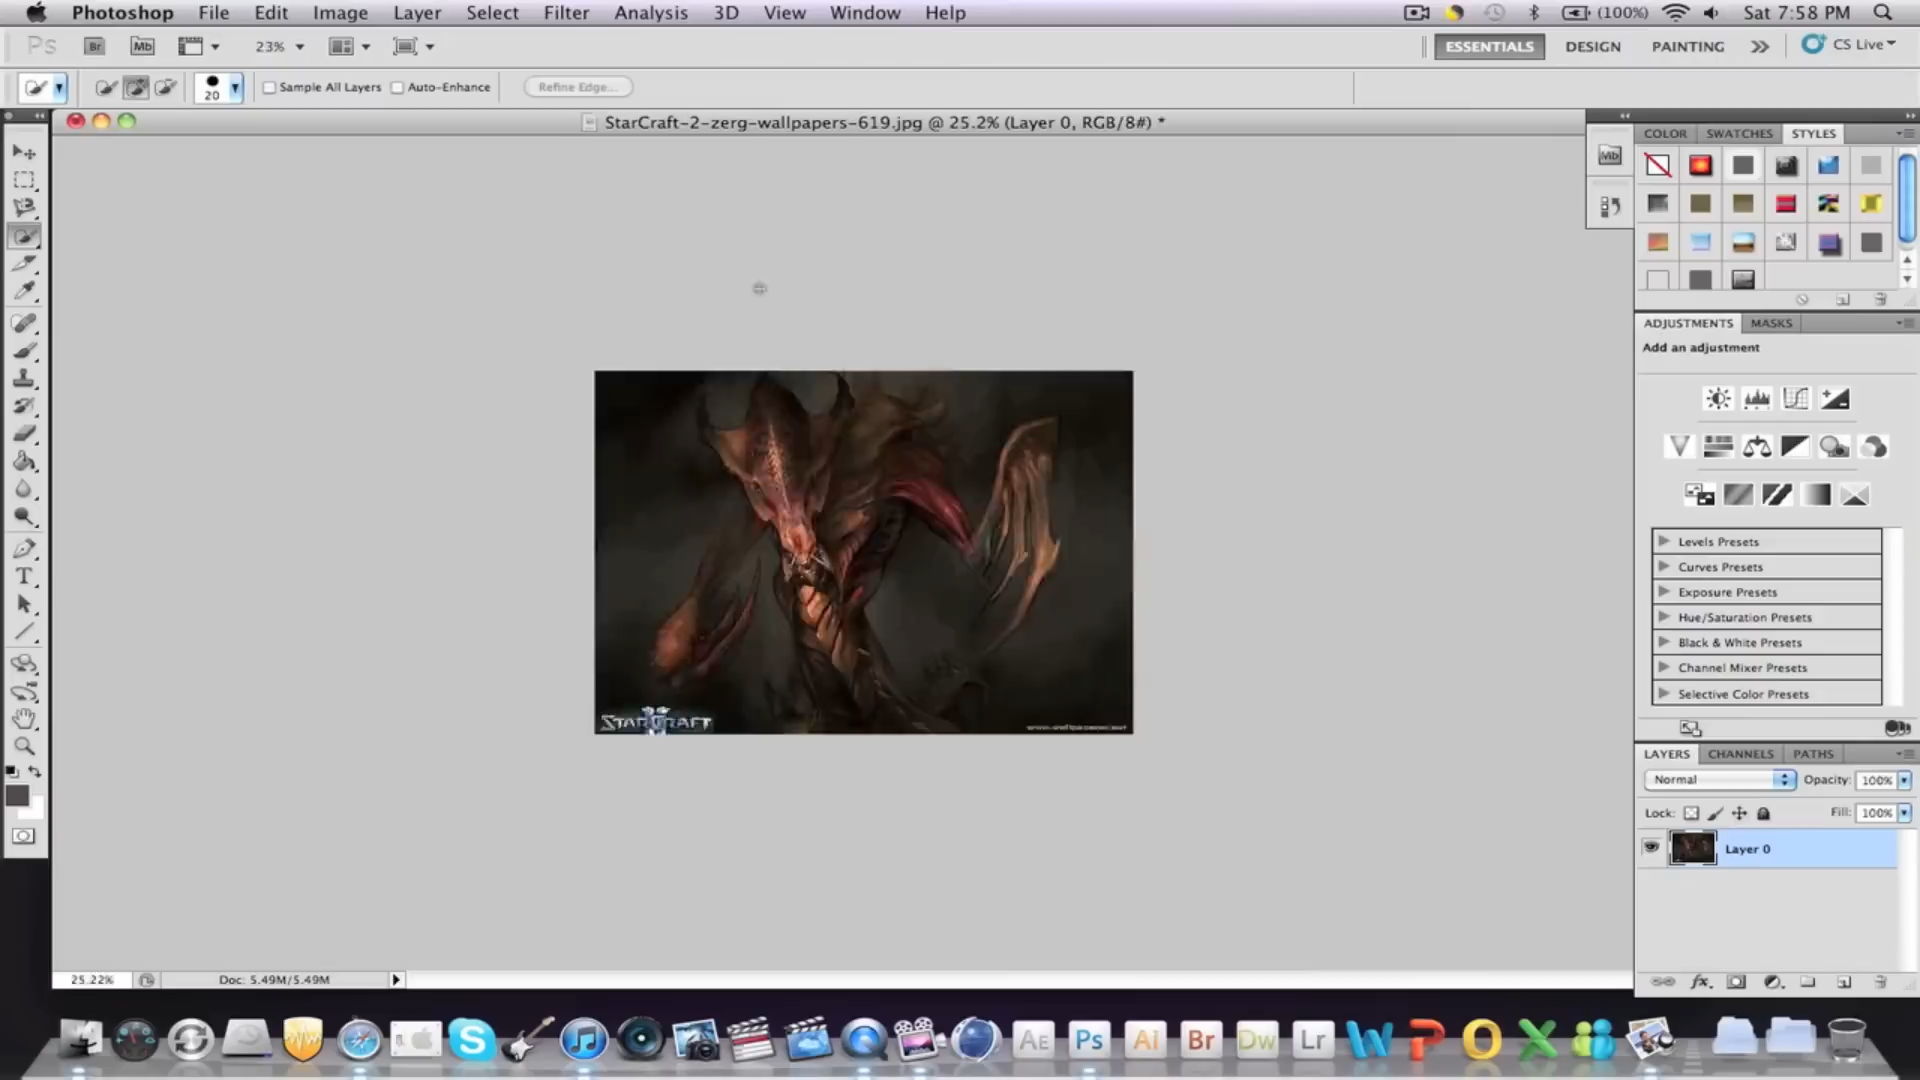 Photoshop File Edit Image Layer Select Filter Analysis 3D View Window Help (100%) Sat 7:58 PM
Ps Br Mb 23% ESSENTIALS DESIGN PAINTING CS Live
20 Sample All Layers Auto-Enhance Refine Edge...
StarCraft-2-zerg-wallpapers-619.jpg @ 25.2% (Layer 0, RGB/8#) *
COLOR SWATCHES STYLES
Mb
ADJUSTMENTS MASKS
Add an adjustment
Levels Presets
Curves Presets
Exposure Presets
Hue/Saturation Presets
Black & White Presets
Channel Mixer Presets
Selective Color Presets
STARCRAFT
II
LAYERS CHANNELS PATHS
Normal Opacity: 100%
Lock: Fill: 100%
Layer 0
25.22% Doc: 5.49M/5.49M
Ae Ps Ai Br Dw Lr